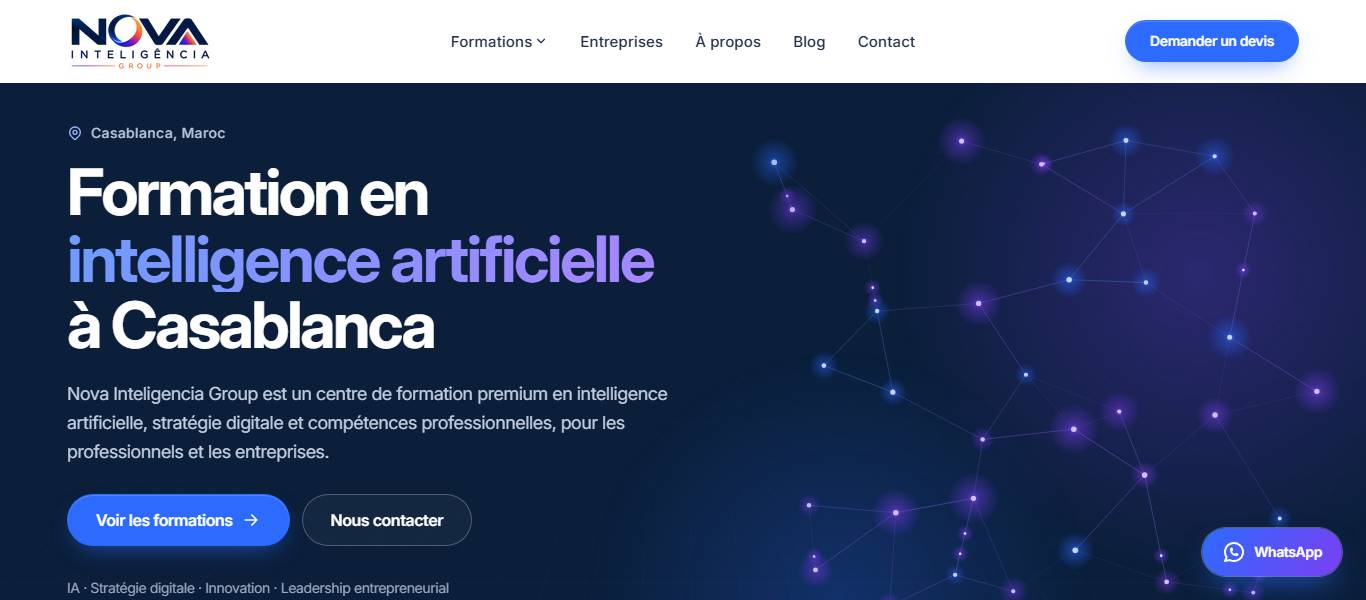 NOVA
INTELIGÊNCIA
GROUP
Formations
Entreprises
À propos
Blog
Contact
Demander un devis
Casablanca, Maroc
Formation en
intelligence artificielle
à Casablanca
Nova Inteligencia Group est un centre de formation premium en intelligence
artificielle, stratégie digitale et compétences professionnelles, pour les
professionnels et les entreprises.
Voir les formations
Nous contacter
WhatsApp
IA · Stratégie digitale · Innovation · Leadership entrepreneurial